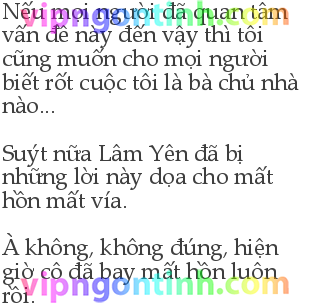 Nếu mọi người đã quan tâm
vấn đề này đến vậy thì tôi
cũng muốn cho mọi người
biết rốt cuộc tôi là bà chủ nhà
nào...
Suýt nữa Lâm Yên đã bị
những lời này dọa cho mất
hồn mất vía.
À không, không đúng, hiện
giờ cô đã bay mất hồn luôn
rồi.
vipngontinh.com
vipngontinh.com